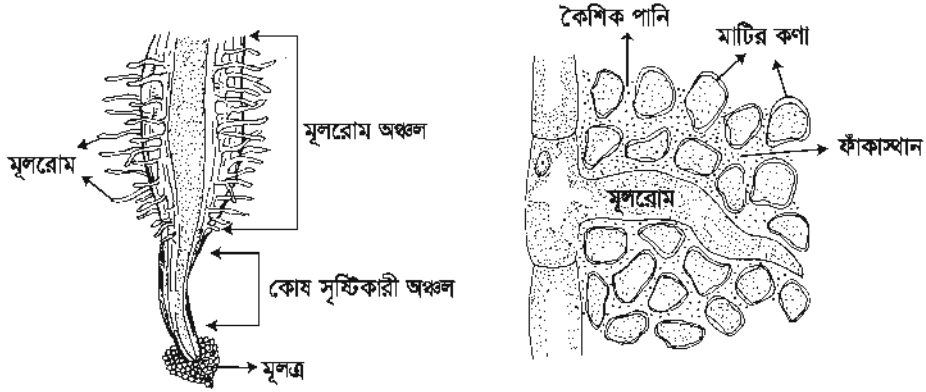 মূলরোম অঞ্চল
মূলরোম
কোষ সৃষ্টিকারী অঞ্চল
মূলত্র
কৈশিক পানি
মাটির কণা
ফাঁকাস্থান
মূলরোম